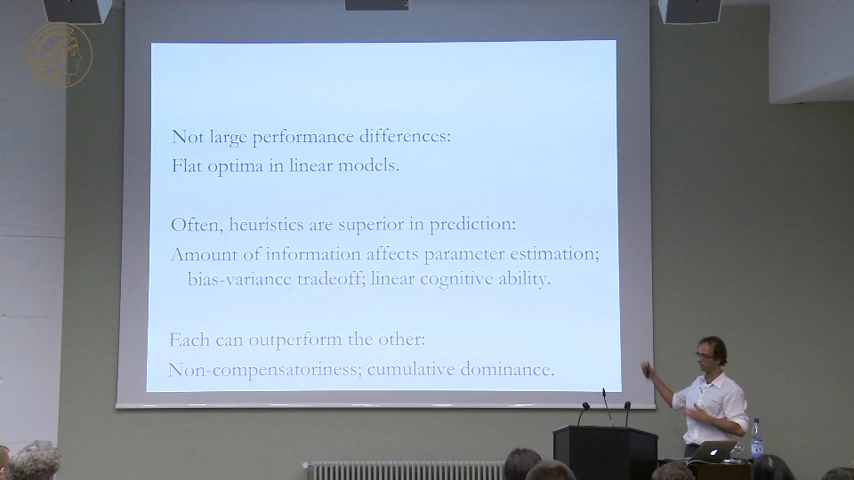 Not large performance differences:
Flat optima in linear models.
Often, heuristics are superior in prediction:
Amount of information affects parameter estimation;
bias-variance tradeoff; linear cognitive ability.
Each can outperform the other:
Non-compensatoriness; cumulative dominance.